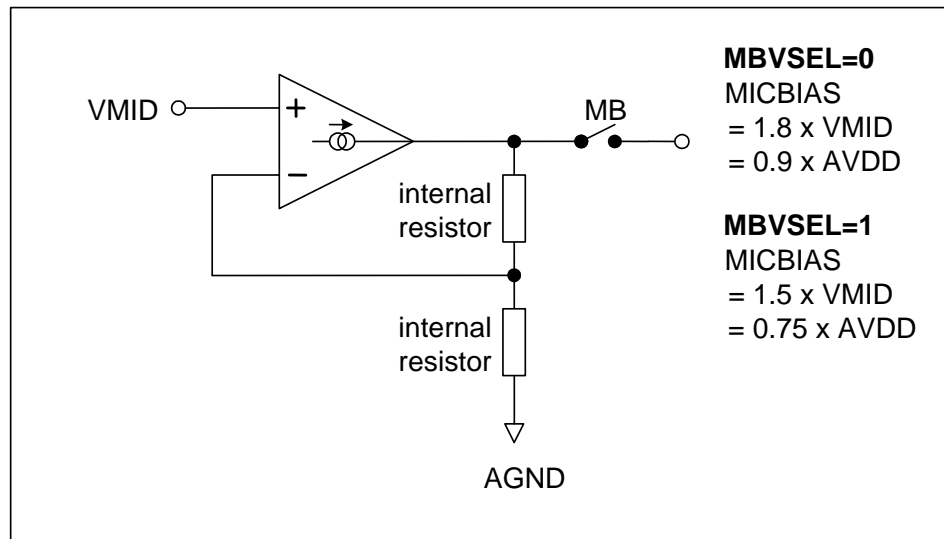 VMID
+
−
MB
internal
resistor
internal
resistor
AGND
MBVSEL=0
MICBIAS
= 1.8 x VMID
= 0.9 x AVDD
MBVSEL=1
MICBIAS
= 1.5 x VMID
= 0.75 x AVDD